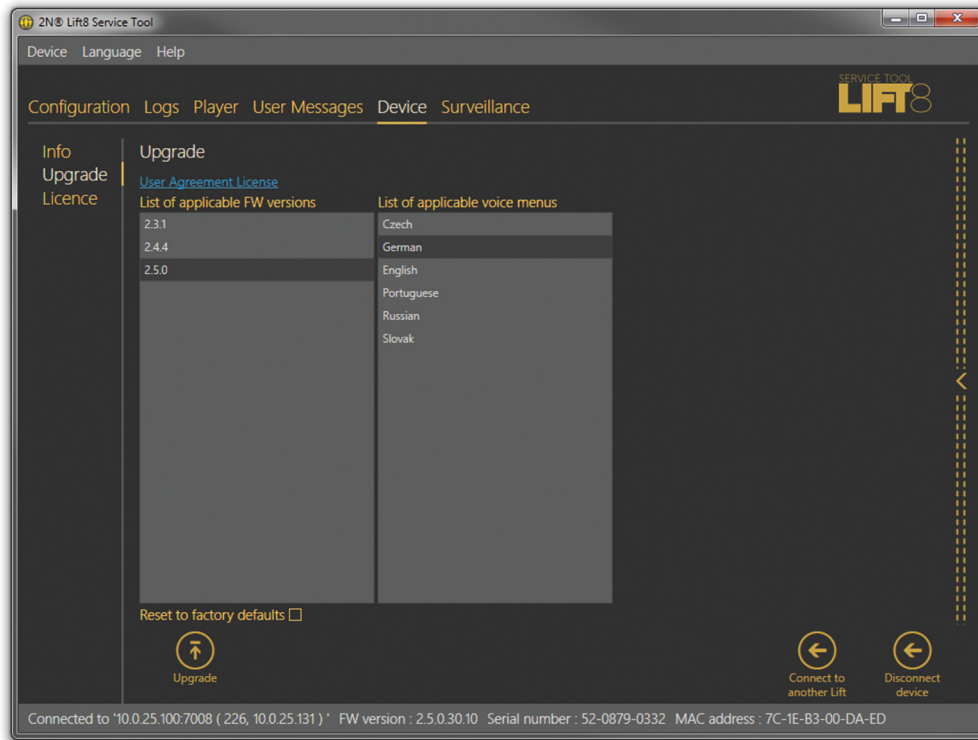 2N® Lift8 Service Tool
Device Language Help
SERVICE TOOL
LIFT8
Configuration Logs Player User Messages Device Surveillance
Info
Upgrade
Licence
Upgrade
User Agreement License
List of applicable FW versions
2.3.1
2.4.4
2.5.0
List of applicable voice menus
Czech
German
English
Portuguese
Russian
Slovak
Reset to factory defaults
Upgrade
Connect to
another Lift
Disconnect
device
Connected to '10.0.25.100:7008 ( 226, 10.0.25.131 ) ' FW version : 2.5.0.30.10 Serial number : 52-0879-0332 MAC address : 7C-1E-B3-00-DA-ED